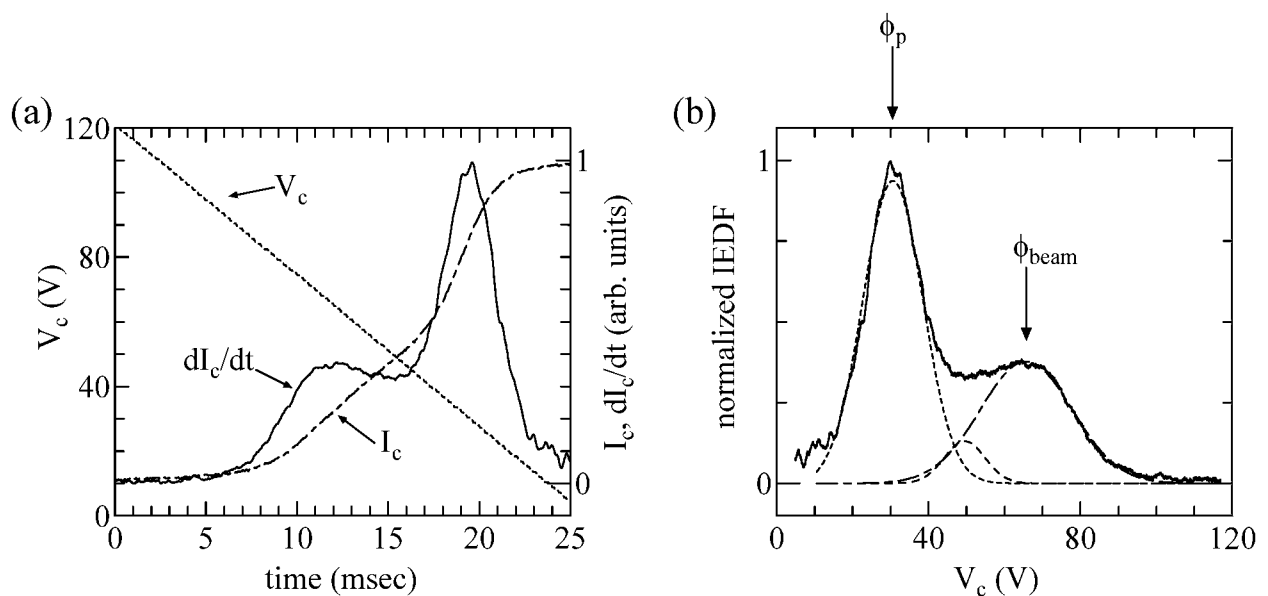 (a)
120
80
40
0
V_c (V)
V_c
dI_c/dt
I_c
1
0
I_c, dI_c/dt (arb. units)
0 5 10 15 20 25
time (msec)
(b)
ϕ_p
ϕ_beam
1
0
normalized IEDF
0 40 80 120
V_c (V)